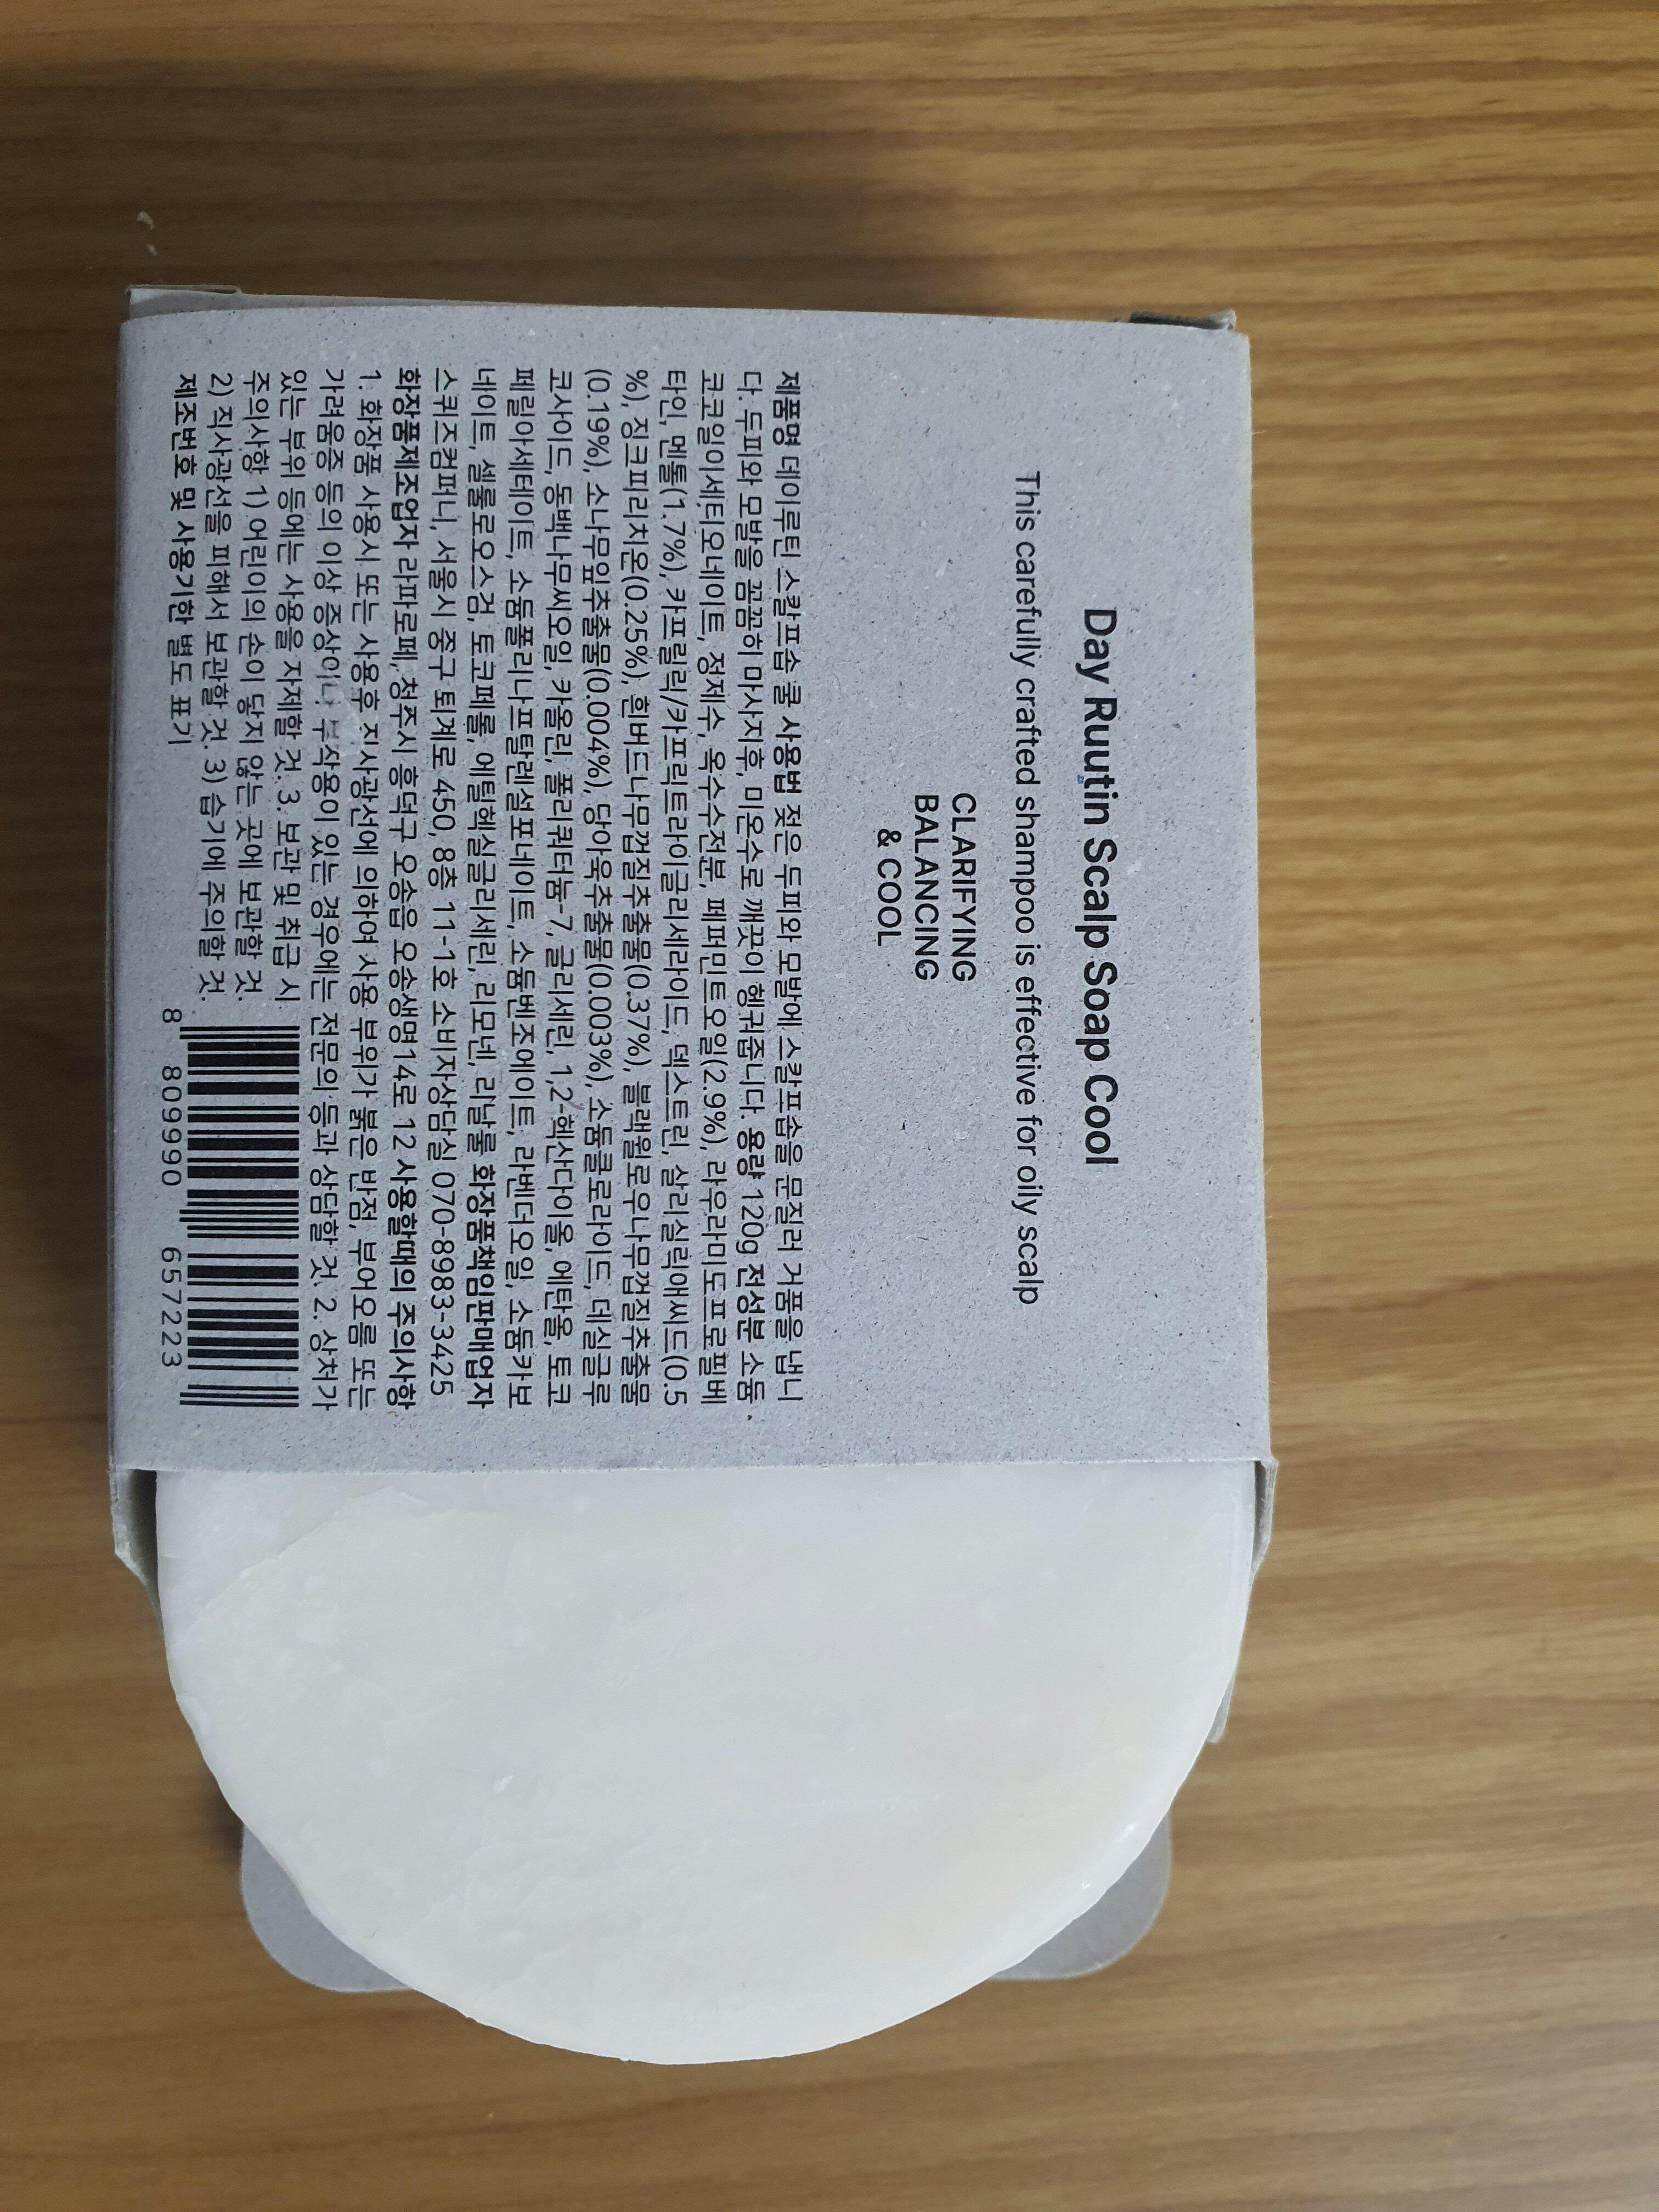 Day Ruutin Scalp Soap Cool
This carefully crafted shampoo is effective for oily scalp
CLARIFYING
BALANCING
& COOL
제품명 데이루틴 스칼프솝 쿨 사용법 젖은 두피와 모발에 스칼프솝을 문질러 거품을 냅니
다. 두피와 모발을 꼼꼼히 마사지후, 미온수로 깨끗이 헹궈줍니다. 용량 120g 전성분 소듐
코코일이세티오네이트, 정제수, 옥수수전분, 페퍼민트오일(2.9%), 라우라미도프로필베
타인, 멘톨(1.7%), 카프릴릭/카프릭트라이글리세라이드, 덱스트린, 살리실릭애씨드(0.5
%), 징크피리치온(0.25%), 흰버드나무껍질추출물(0.37%), 블랙윌로우나무껍질추출물
(0.19%), 소나무잎추출물(0.004%), 당아욱추출물(0.003%), 소듐클로라이드, 데실글루
코사이드, 동백나무씨오일, 카올린, 폴리쿼터늄-7, 글리세린, 1,2-헥산다이올, 에탄올, 토코
페릴아세테이트, 소듐폴리나프탈렌설포네이트, 소듐벤조에이트, 라벤더오일, 소듐카보
네이트, 셀룰로오스검, 토코페롤, 에틸헥실글리세린, 리모넨, 리날룰 화장품책임판매업자
스퀴즈컴퍼니, 서울시 중구 퇴계로 450, 8층 11-1호 소비자상담실 070-8983-3425
화장품제조업자 라파로페, 청주시 흥덕구 오송읍 오송생명14로 12 사용할때의 주의사항
1. 화장품 사용시 또는 사용후 직사광선에 의하여 사용 부위가 붉은 반점, 부어오름 또는
가려움증 등의 이상 증상이나 부작용이 있는 경우에는 전문의 등과 상담할 것. 2. 상처가
있는 부위 등에는 사용을 자제할 것. 3. 보관 및 취급 시
주의사항 1) 어린이의 손이 닿지 않는 곳에 보관할 것.
2) 직사광선을 피해서 보관할 것. 3) 습기에 주의할 것.
제조번호 및 사용기한 별도 표기
8 809990 657223